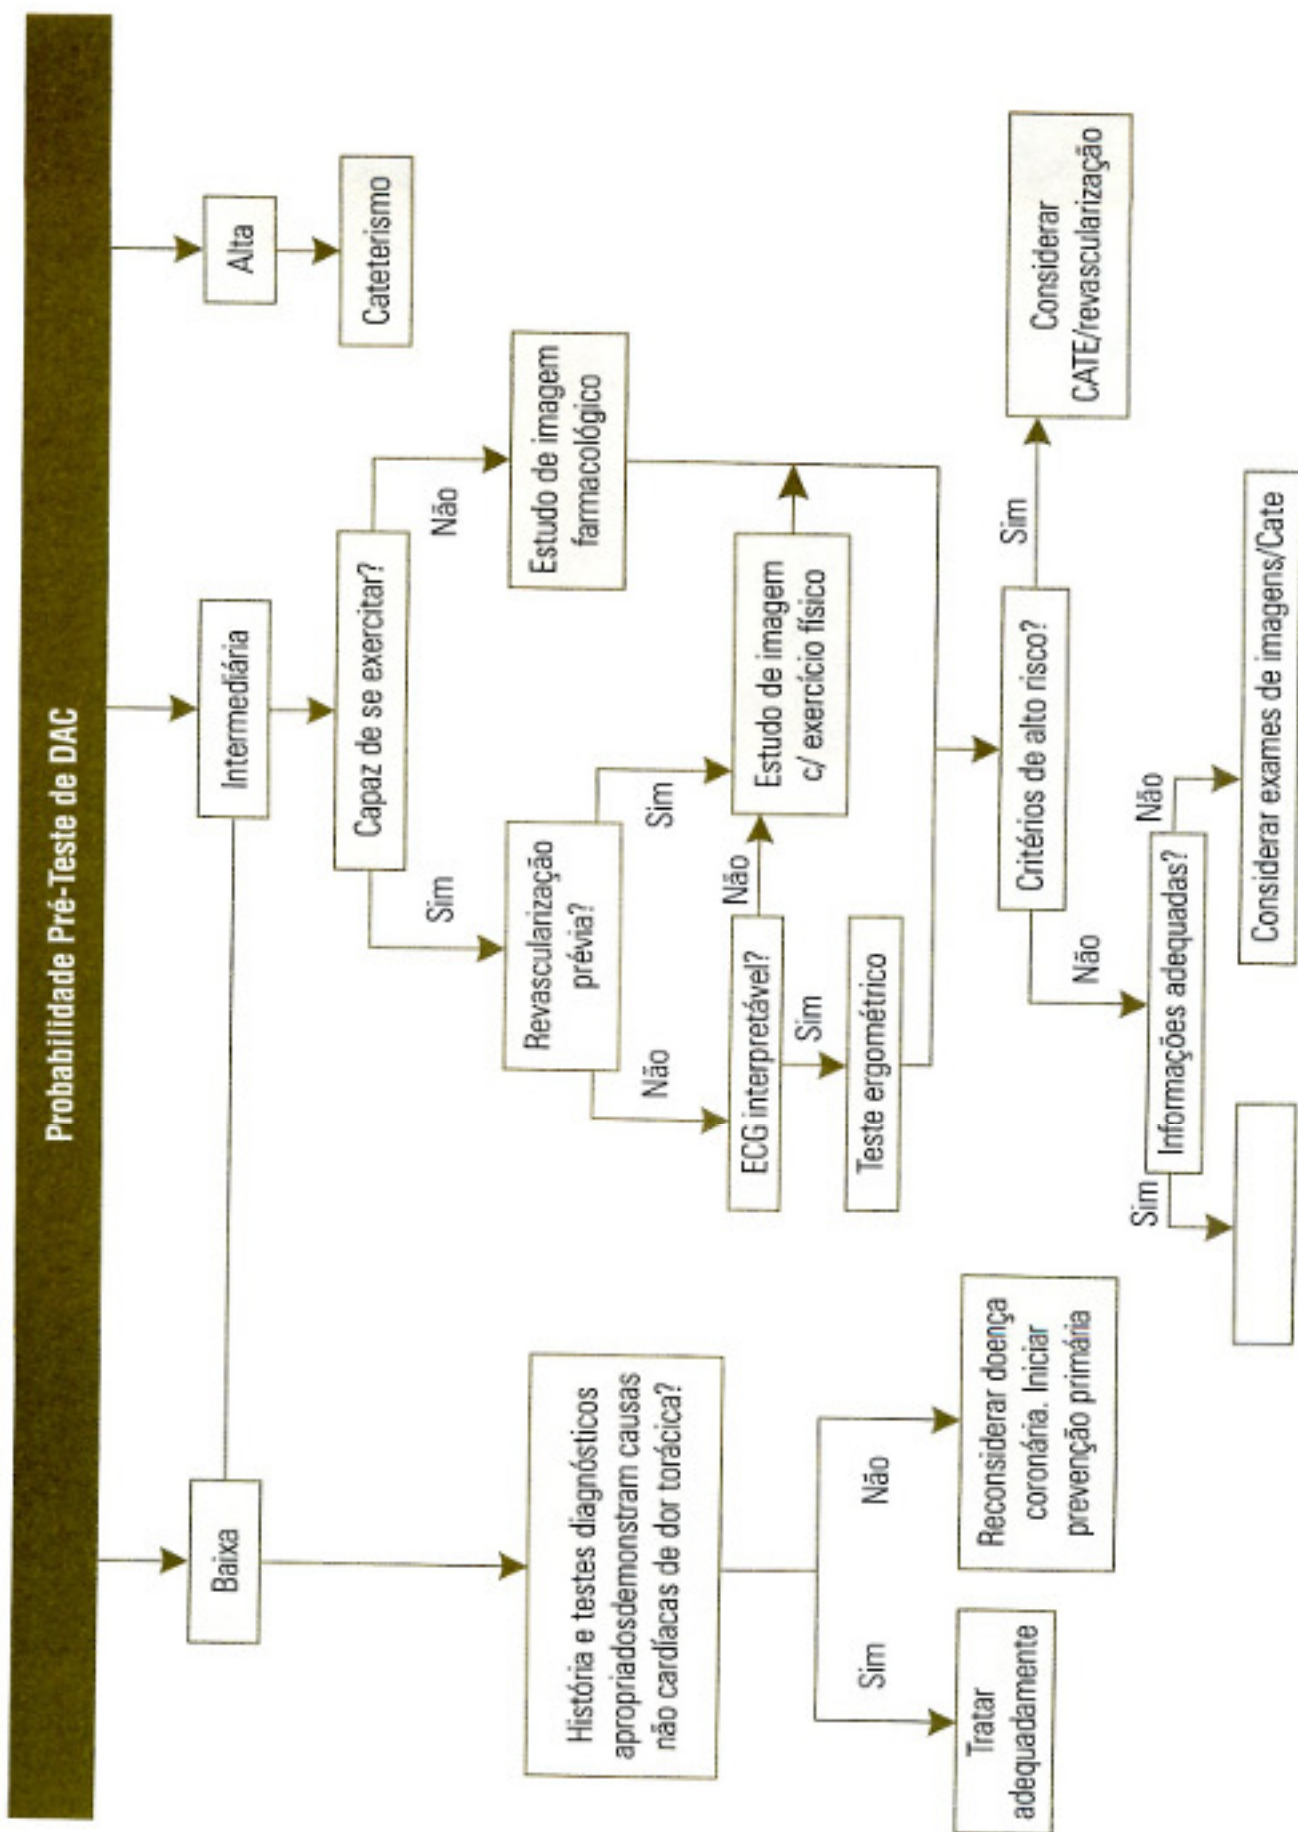 Probabilidade Pré-Teste de DAC
Baixa
Intermediária
Alta
Cateterismo
Capaz de se exercitar?
Sim
Não
História e testes diagnósticos
apropriadosdemonstram causas
não cardíacas de dor torácica?
Revascularização
prévia?
Estudo de imagem
farmacológico
Não
Sim
ECG interpretável?
Não
Estudo de imagem
c/ exercício físico
Sim
Teste ergométrico
Sim
Não
Tratar
adequadamente
Reconsiderar doença
coronária. Iniciar
prevenção primária
Critérios de alto risco?
Sim
Considerar
CATE/revascularização
Não
Informações adequadas?
Sim
Não
Considerar exames de imagens/Cate